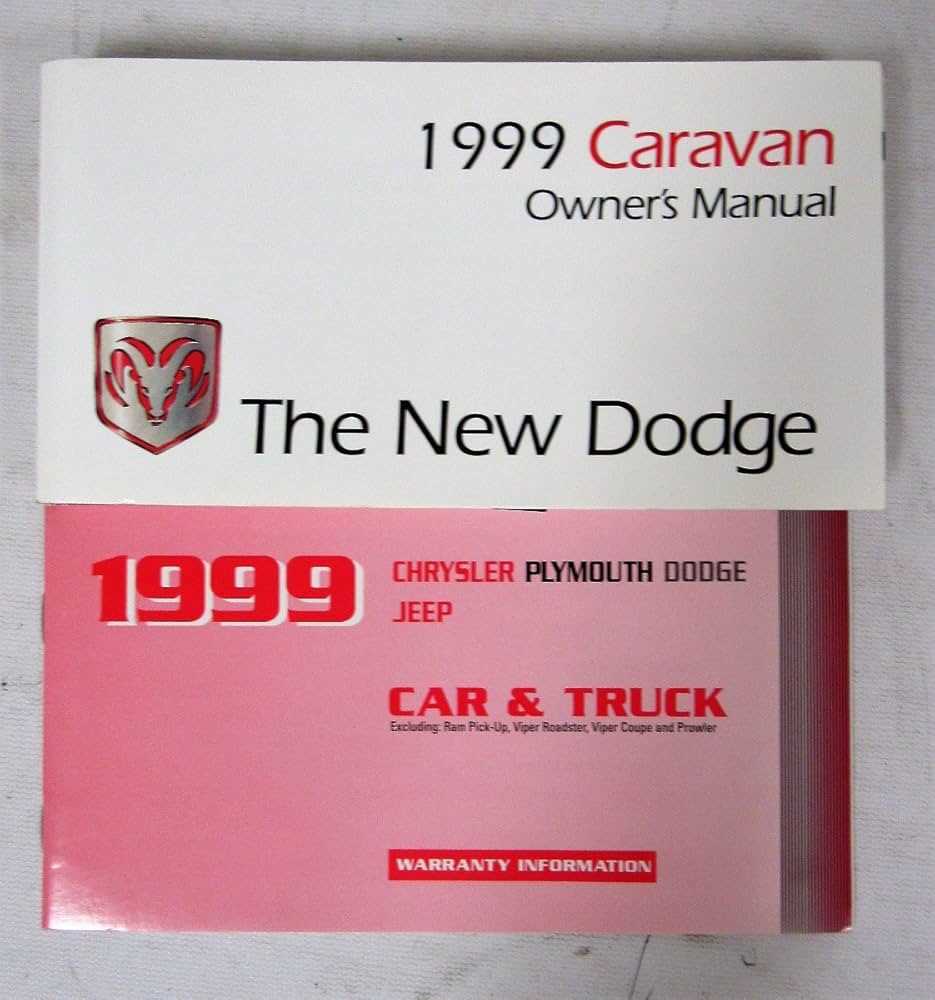 1999 Caravan
Owner's Manual
The New Dodge
1999
CHRYSLER PLYMOUTH DODGE
JEEP
CAR & TRUCK
Excluding: Ram Pick-Up, Viper Roadster, Viper Coupe and Prowler
WARRANTY INFORMATION